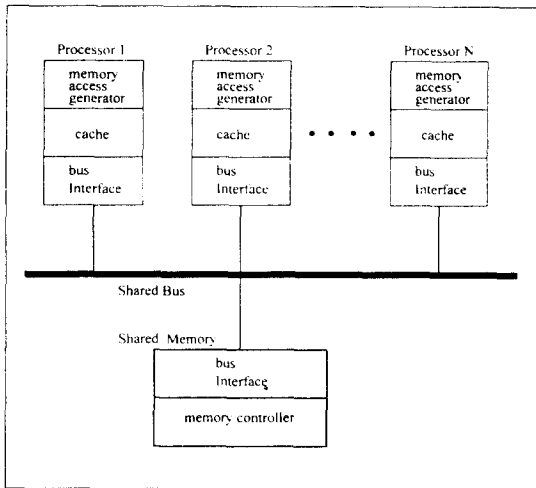 Processor 1
Processor 2
Processor N
memory
access
generator
memory
access
generator
memory
access
generator
cache
cache
cache
bus
Interface
bus
Interface
bus
Interface
Shared Bus
Shared Memory
bus
Interface
memory controller